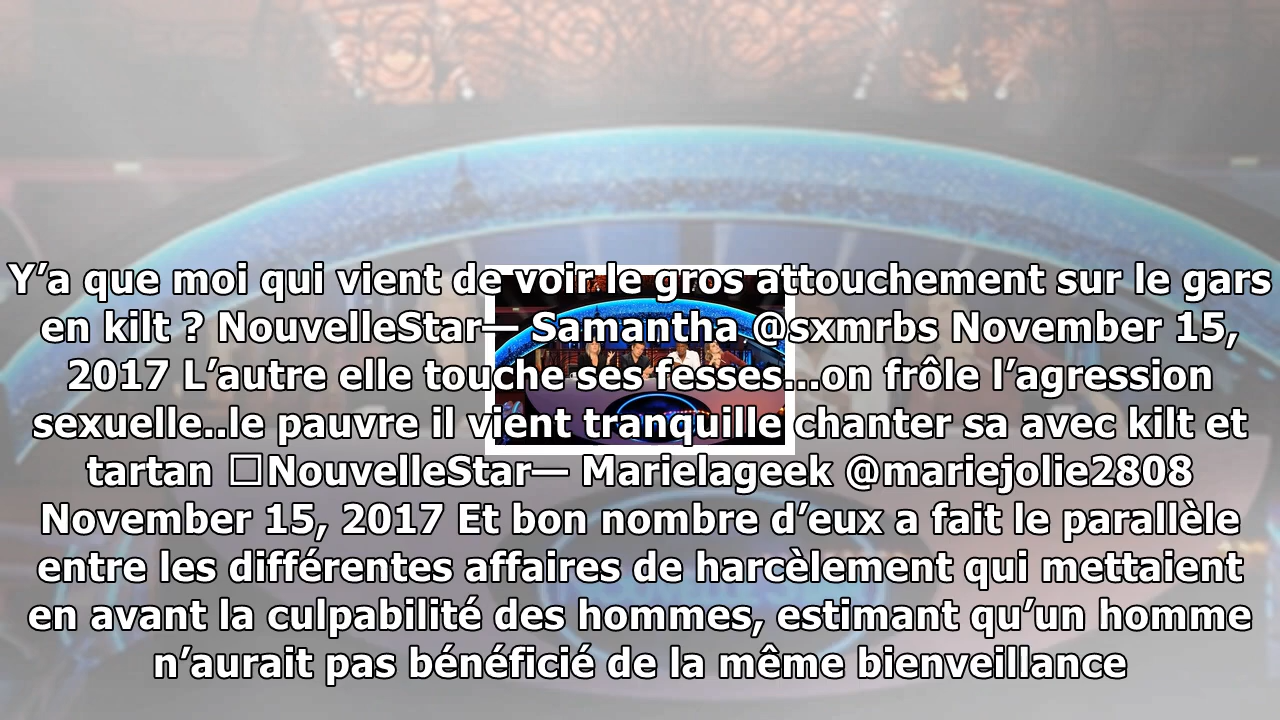 Y’a que moi qui vient de voir le gros attouchement sur le gars
en kilt ? NouvelleStar— Samantha @sxmrbs November 15,
2017 L’autre elle touche ses fesses...on frôle l’agression
sexuelle..le pauvre il vient tranquille chanter sa avec kilt et
tartan □NouvelleStar— Marielageek @mariejolie2808
November 15, 2017 Et bon nombre d’eux a fait le parallèle
entre les différentes affaires de harcèlement qui mettaient
en avant la culpabilité des hommes, estimant qu’un homme
n’aurait pas bénéficié de la même bienveillance